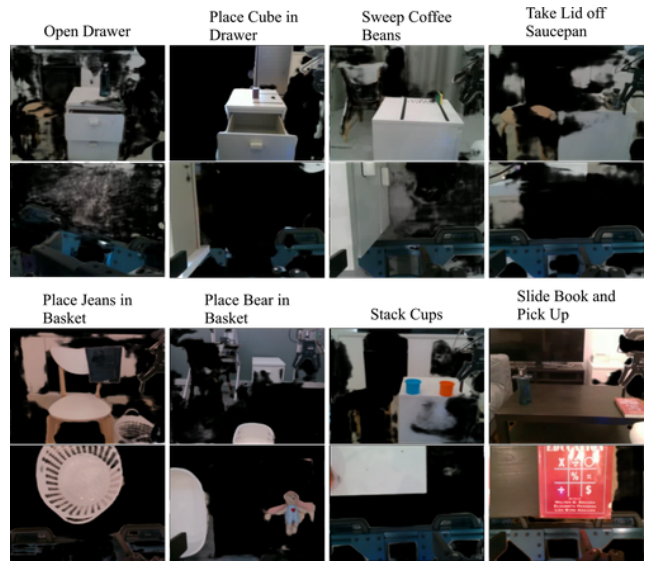 Open Drawer
Place Cube in
Drawer
Sweep Coffee
Beans
Take Lid off
Saucepan
Place Jeans in
Basket
Place Bear in
Basket
Stack Cups
Slide Book and
Pick Up
X
%
$